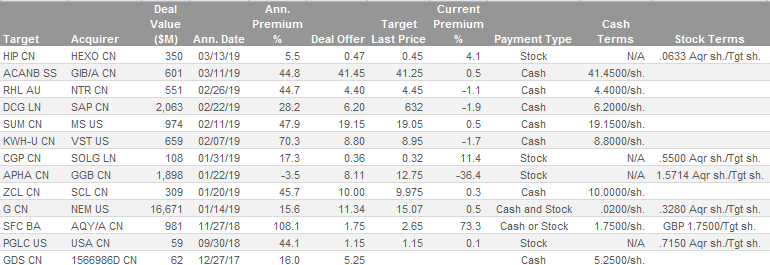 Target Acquirer Deal Value ($M) Ann. Date Ann. Premium % Deal Offer Target Last Price Current Premium % Payment Type Cash Terms Stock Terms
HIP CN HEXO CN 350 03/13/19 5.5 0.47 0.45 4.1 Stock N/A .0633 Aqr sh./Tgt sh.
ACANB SS GIB/A CN 601 03/11/19 44.8 41.45 41.25 0.5 Cash 41.4500/sh.
RHL AU NTR CN 551 02/26/19 44.7 4.40 4.45 -1.1 Cash 4.4000/sh.
DCG LN SAP CN 2,063 02/22/19 28.2 6.20 632 -1.9 Cash 6.2000/sh.
SUM CN MS US 974 02/11/19 47.9 19.15 19.05 0.5 Cash 19.1500/sh.
KWH-U CN VST US 659 02/07/19 70.3 8.80 8.95 -1.7 Cash 8.8000/sh.
CGP CN SOLG LN 108 01/31/19 17.3 0.36 0.32 11.4 Stock N/A .5500 Aqr sh./Tgt sh.
APHA CN GGB CN 1,898 01/22/19 -3.5 8.11 12.75 -36.4 Stock N/A 1.5714 Aqr sh./Tgt sh.
ZCL CN SCL CN 309 01/20/19 45.7 10.00 9.975 0.3 Cash 10.0000/sh.
G CN NEM US 16,671 01/14/19 15.6 11.34 15.07 0.5 Cash and Stock .0200/sh. .3280 Aqr sh./Tgt sh.
SFC BA AQY/A CN 981 11/27/18 108.1 1.75 2.65 73.3 Cash or Stock 1.7500/sh. GBP 1.7500/Tgt sh.
PGLC US USA CN 59 09/30/18 44.1 1.15 1.15 0.1 Stock N/A .7150 Aqr sh./Tgt sh.
GDS CN 1566986D CN 62 12/27/17 16.0 5.25 Cash 5.2500/sh.